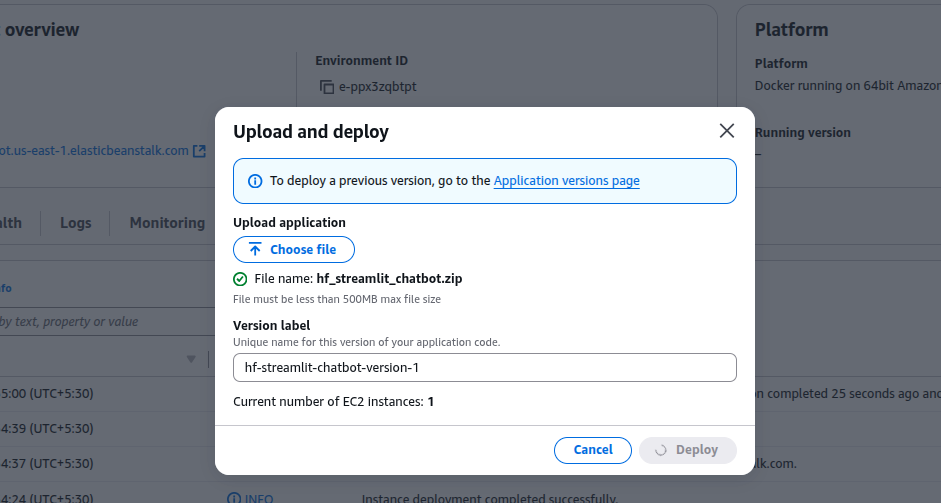 overview
Platform
Environment ID
Platform
e-ppx3zqbtpt
Docker running on 64bit Amazon
Upload and deploy
Running version
ot.us-east-1.elasticbeanstalk.com
–
To deploy a previous version, go to the Application versions page
Upload application
alth
Logs
Monitoring
Choose file
File name: hf_streamlit_chatbot.zip
nfo
File must be less than 500MB max file size
by text, property or value
Version label
Unique name for this version of your application code.
hf-streamlit-chatbot-version-1
5:00 (UTC+5:30)
on completed 25 seconds ago and
Current number of EC2 instances: 1
4:39 (UTC+5:30)
Cancel
Deploy
4:37 (UTC+5:30)
lk.com.
4:24 (UTC+5:30)
INFO
Instance deployment completed successfully.